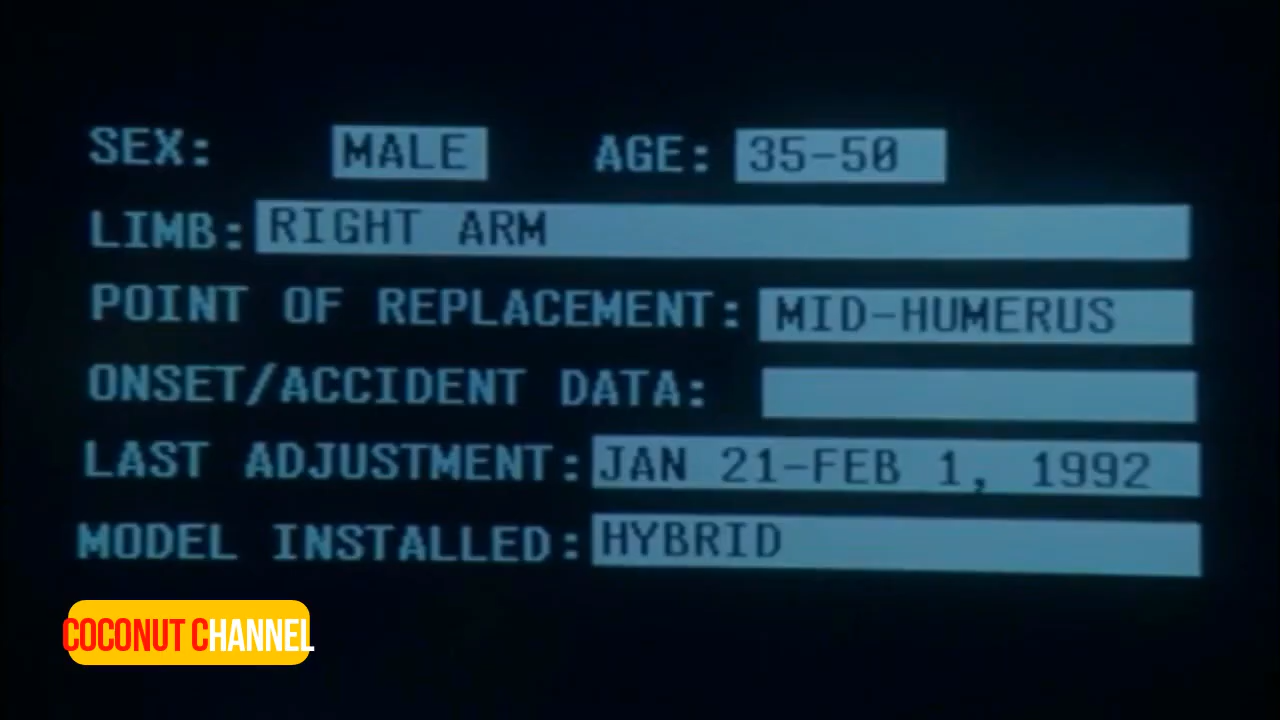 SEX: MALE AGE: 35-50
LIMB: RIGHT ARM
POINT OF REPLACEMENT: MID-HUMERUS
ONSET/ACCIDENT DATA:
LAST ADJUSTMENT: JAN 21-FEB 1, 1992
MODEL INSTALLED: HYBRID
COCONUT CHANNEL